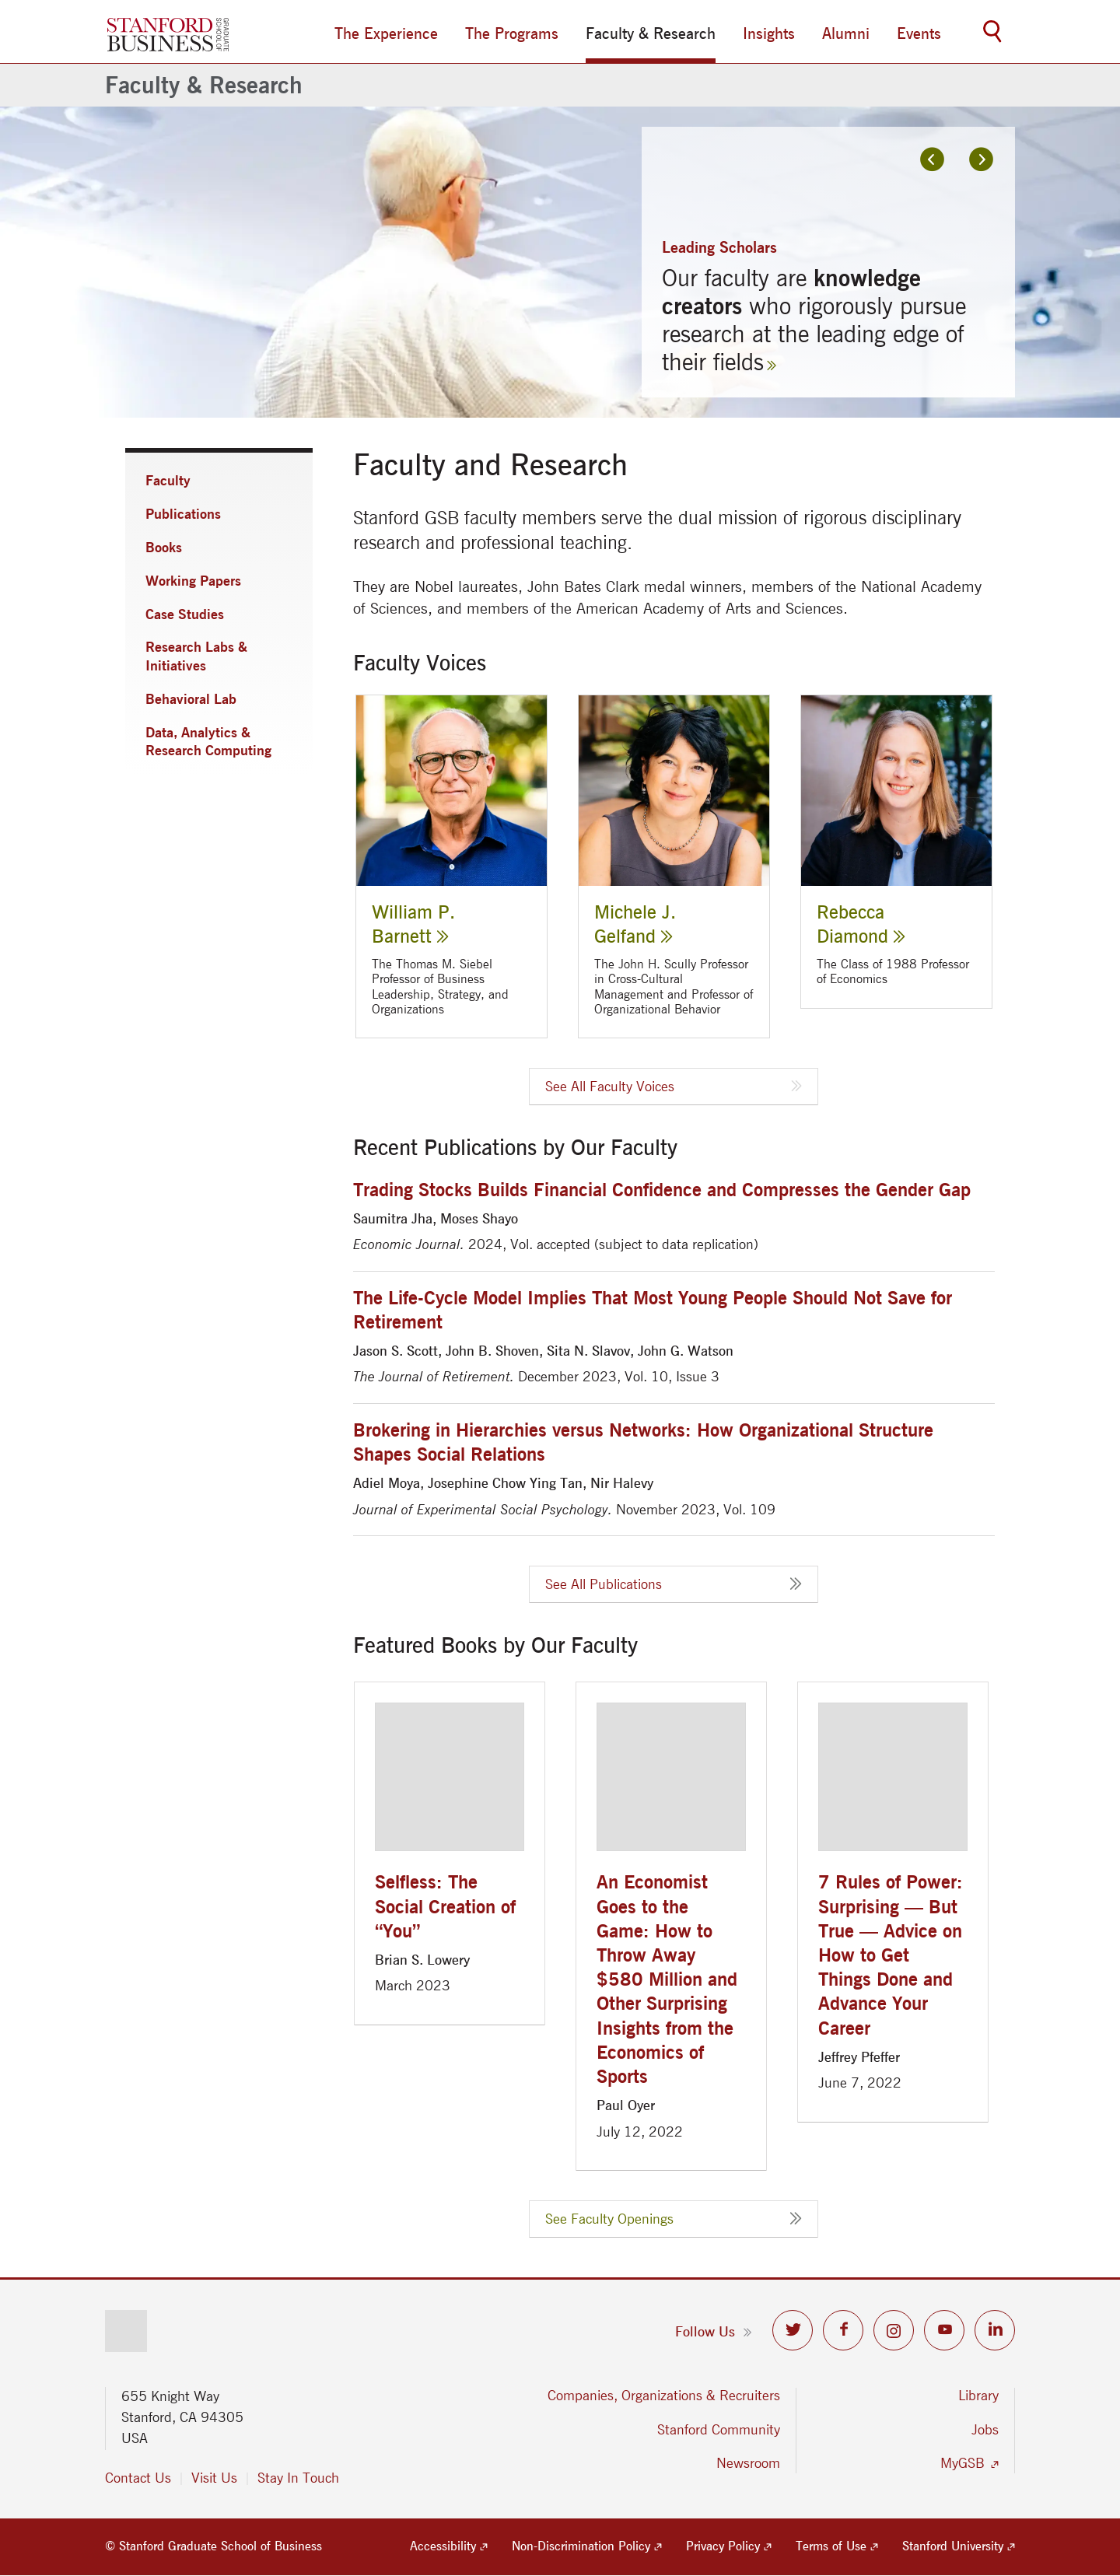 STANFORD
BUSINESS
GRADUATE
SCHOOL OF
The Experience
The Programs
Faculty & Research
Insights
Alumni
Events
Faculty & Research
Leading Scholars
Our faculty are knowledge
creators who rigorously pursue
research at the leading edge of
their fields
Faculty
Publications
Books
Working Papers
Case Studies
Research Labs &
Initiatives
Behavioral Lab
Data, Analytics &
Research Computing
Faculty and Research
Stanford GSB faculty members serve the dual mission of rigorous disciplinary
research and professional teaching.
They are Nobel laureates, John Bates Clark medal winners, members of the National Academy
of Sciences, and members of the American Academy of Arts and Sciences.
Faculty Voices
William P.
Barnett
The Thomas M. Siebel
Professor of Business
Leadership, Strategy, and
Organizations
Michele J.
Gelfand
The John H. Scully Professor
in Cross-Cultural
Management and Professor of
Organizational Behavior
Rebecca
Diamond
The Class of 1988 Professor
of Economics
See All Faculty Voices
Recent Publications by Our Faculty
Trading Stocks Builds Financial Confidence and Compresses the Gender Gap
Saumitra Jha, Moses Shayo
Economic Journal. 2024, Vol. accepted (subject to data replication)
The Life-Cycle Model Implies That Most Young People Should Not Save for
Retirement
Jason S. Scott, John B. Shoven, Sita N. Slavov, John G. Watson
The Journal of Retirement. December 2023, Vol. 10, Issue 3
Brokering in Hierarchies versus Networks: How Organizational Structure
Shapes Social Relations
Adiel Moya, Josephine Chow Ying Tan, Nir Halevy
Journal of Experimental Social Psychology. November 2023, Vol. 109
See All Publications
Featured Books by Our Faculty
Selfless: The
Social Creation of
“You”
Brian S. Lowery
March 2023
An Economist
Goes to the
Game: How to
Throw Away
$580 Million and
Other Surprising
Insights from the
Economics of
Sports
Paul Oyer
July 12, 2022
7 Rules of Power:
Surprising — But
True — Advice on
How to Get
Things Done and
Advance Your
Career
Jeffrey Pfeffer
June 7, 2022
See Faculty Openings
Follow Us
655 Knight Way
Stanford, CA 94305
USA
Contact Us
Visit Us
Stay In Touch
Companies, Organizations & Recruiters
Stanford Community
Newsroom
Library
Jobs
MyGSB
© Stanford Graduate School of Business
Accessibility
Non-Discrimination Policy
Privacy Policy
Terms of Use
Stanford University